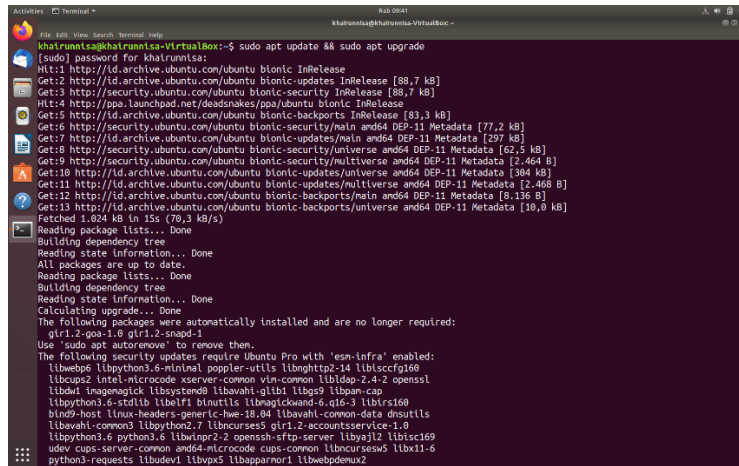 Activities Terminal Rab 09:41
khairunnisa@khairunnisa-VirtualBox: ~
File Edit View Search Terminal Help
khairunnisa@khairunnisa-VirtualBox:~$ sudo apt update && sudo apt upgrade
[sudo] password for khairunnisa:
Hit:1 http://id.archive.ubuntu.com/ubuntu bionic InRelease
Get:2 http://id.archive.ubuntu.com/ubuntu bionic-updates InRelease [88,7 kB]
Get:3 http://security.ubuntu.com/ubuntu bionic-security InRelease [88,7 kB]
Hit:4 http://ppa.launchpad.net/deadsnakes/ppa/ubuntu bionic InRelease
Get:5 http://id.archive.ubuntu.com/ubuntu bionic-backports InRelease [83,3 kB]
Get:6 http://security.ubuntu.com/ubuntu bionic-security/main amd64 DEP-11 Metadata [77,2 kB]
Get:7 http://id.archive.ubuntu.com/ubuntu bionic-updates/main amd64 DEP-11 Metadata [297 kB]
Get:8 http://security.ubuntu.com/ubuntu bionic-security/universe amd64 DEP-11 Metadata [62,5 kB]
Get:9 http://security.ubuntu.com/ubuntu bionic-security/multiverse amd64 DEP-11 Metadata [2.464 B]
Get:10 http://id.archive.ubuntu.com/ubuntu bionic-updates/universe amd64 DEP-11 Metadata [304 kB]
Get:11 http://id.archive.ubuntu.com/ubuntu bionic-updates/multiverse amd64 DEP-11 Metadata [2.468 B]
Get:12 http://id.archive.ubuntu.com/ubuntu bionic-backports/main amd64 DEP-11 Metadata [8.136 B]
Get:13 http://id.archive.ubuntu.com/ubuntu bionic-backports/universe amd64 DEP-11 Metadata [10,0 kB]
Fetched 1.024 kB in 15s (70,3 kB/s)
Reading package lists... Done
Building dependency tree
Reading state information... Done
All packages are up to date.
Reading package lists... Done
Building dependency tree
Reading state information... Done
Calculating upgrade... Done
The following packages were automatically installed and are no longer required:
gir1.2-goa-1.0 gir1.2-snapd-1
Use 'sudo apt autoremove' to remove them.
The following security updates require Ubuntu Pro with 'esm-infra' enabled:
libwebp6 libpython3.6-minimal poppler-utils libnghttp2-14 libisccfg160
libcups2 intel-microcode xserver-common vim-common libldap-2.4-2 openssl
libdw1 imagemagick libsystemd0 libavahi-glib1 libgs9 libpam-cap
libpython3.6-stdlib libelf1 binutils libmagickwand-6.q16-3 libirs160
bind9-host linux-headers-generic-hwe-18.04 libavahi-common-data dnsutils
libavahi-common3 libpython2.7 libncurses5 gir1.2-accountsservice-1.0
libpython3.6 python3.6 libwinpr2-2 openssh-sftp-server libyajl2 libisc169
udev cups-server-common amd64-microcode cups-common libncursesw5 libx11-6
python3-requests libudev1 libvpx5 libapparmor1 libwebpdemux2